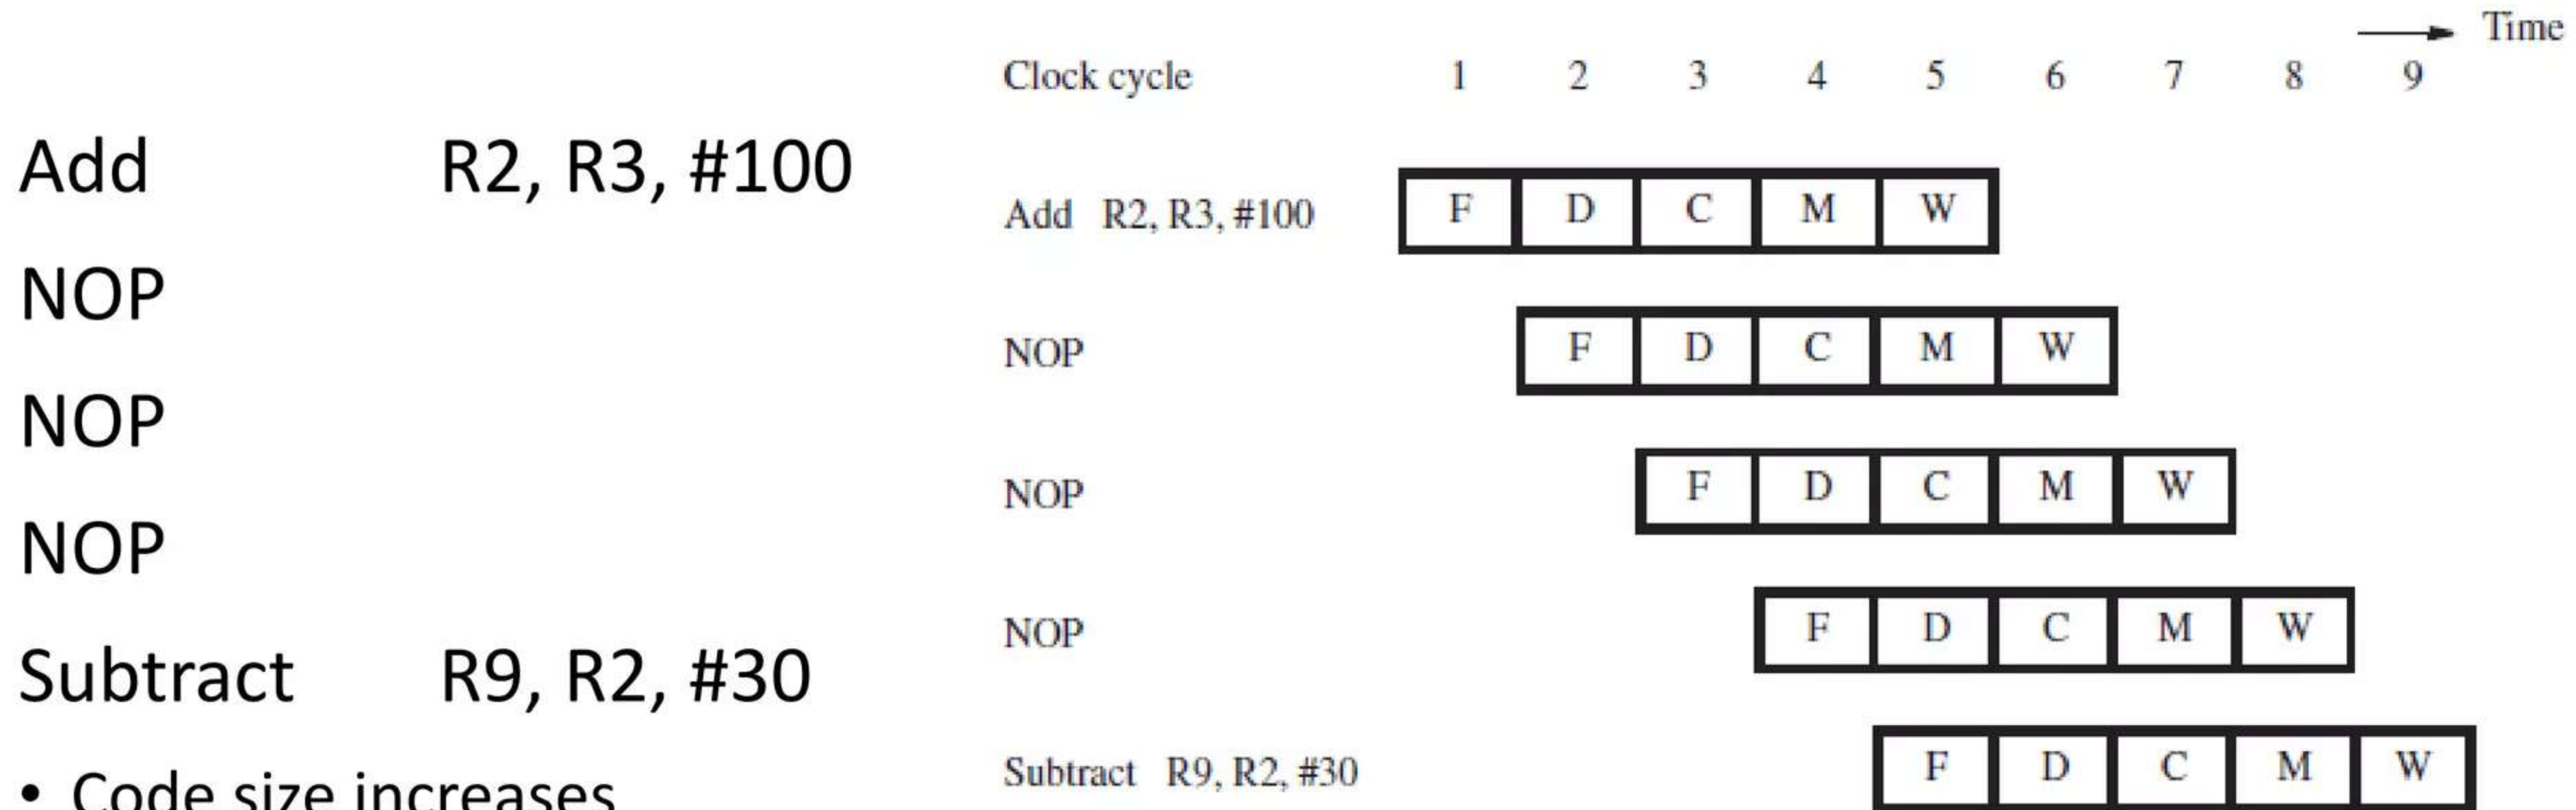 Add R2, R3, #100
NOP
NOP
NOP
Subtract R9, R2, #30
• Code size increases
Time
Clock cycle 1 2 3 4 5 6 7 8 9
Add R2, R3, #100 F D C M W
NOP F D C M W
NOP F D C M W
NOP F D C M W
Subtract R9, R2, #30 F D C M W